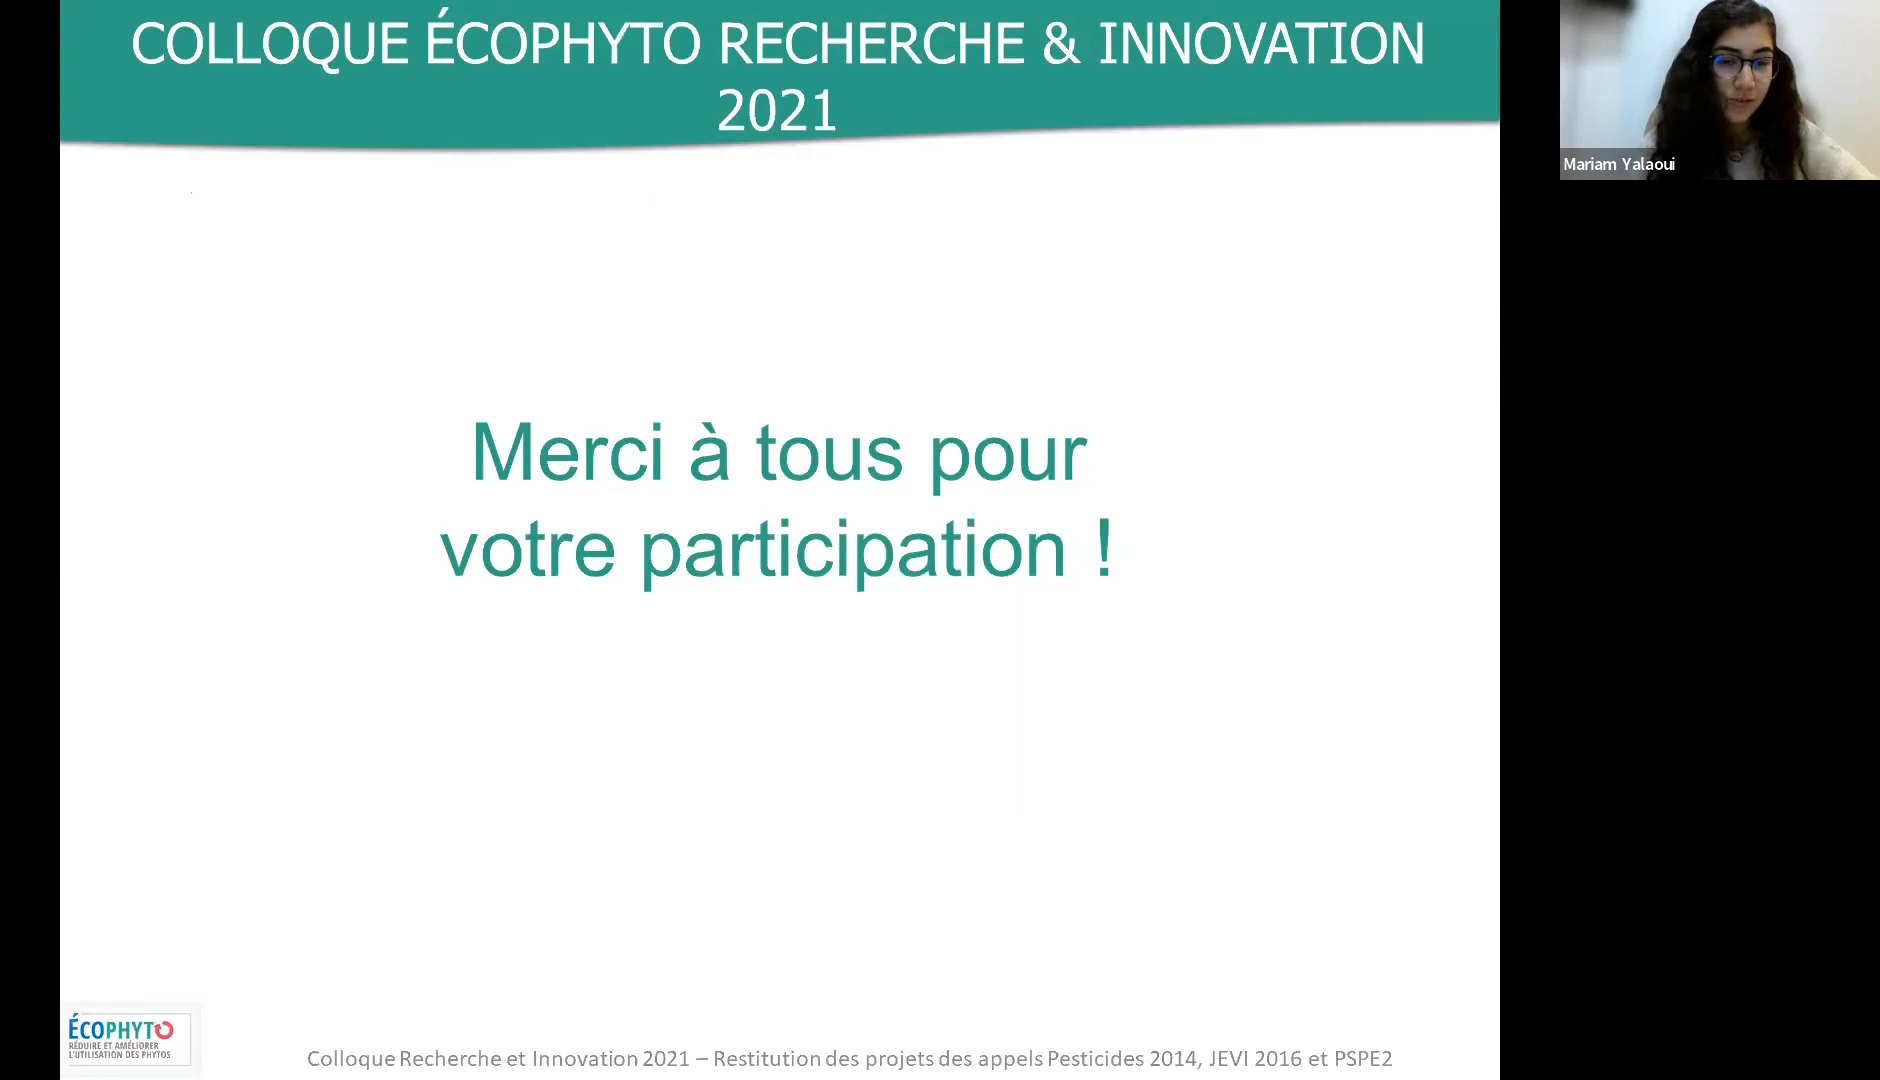 COLLOQUE ÉCOPHYTO RECHERCHE & INNOVATION
2021
Mariam Yalaoui
Merci à tous pour
votre participation !
ÉCOPHYTO
RÉDUIRE ET AMÉLIORER
L'UTILISATION DES PHYTOS
Colloque Recherche et Innovation 2021 – Restitution des projets des appels Pesticides 2014, JEVI 2016 et PSPE2